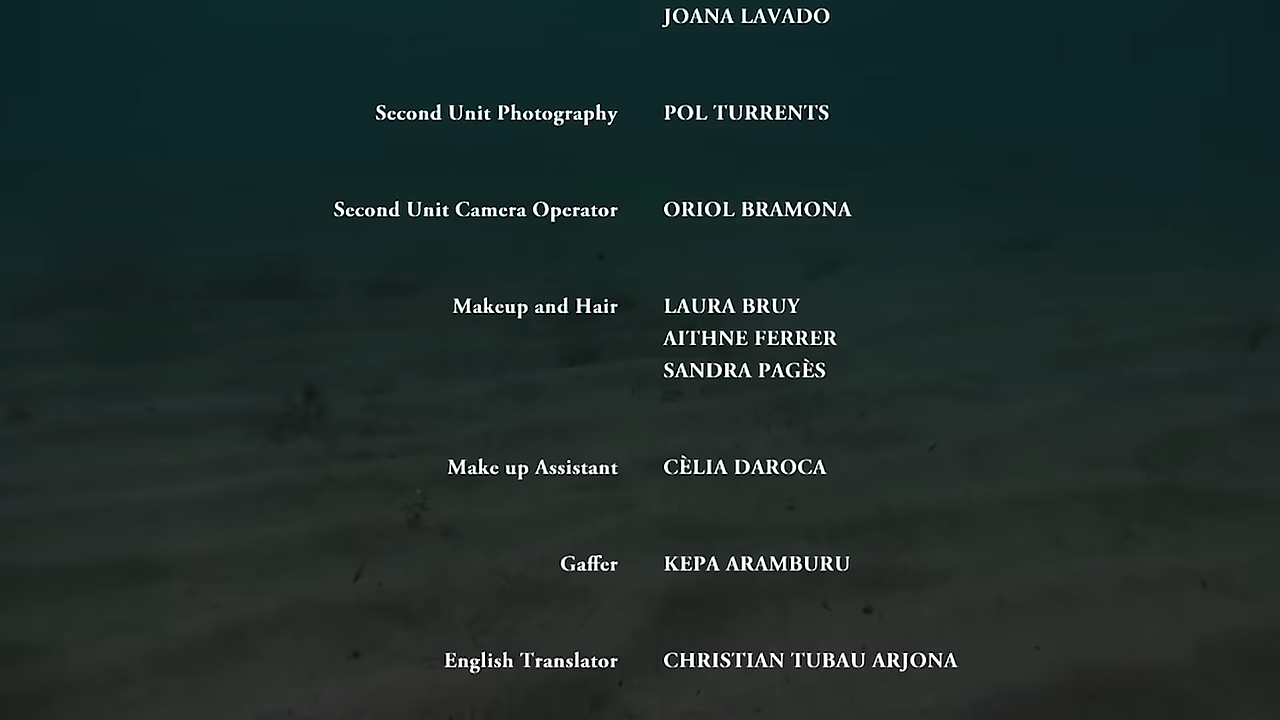 JOANA LAVADO
Second Unit Photography POL TURRENTS
Second Unit Camera Operator ORIOL BRAMONA
Makeup and Hair LAURA BRUY
AITHNE FERRER
SANDRA PAGÈS
Make up Assistant CÈLIA DAROCA
Gaffer KEPA ARAMBURU
English Translator CHRISTIAN TUBAU ARJONA